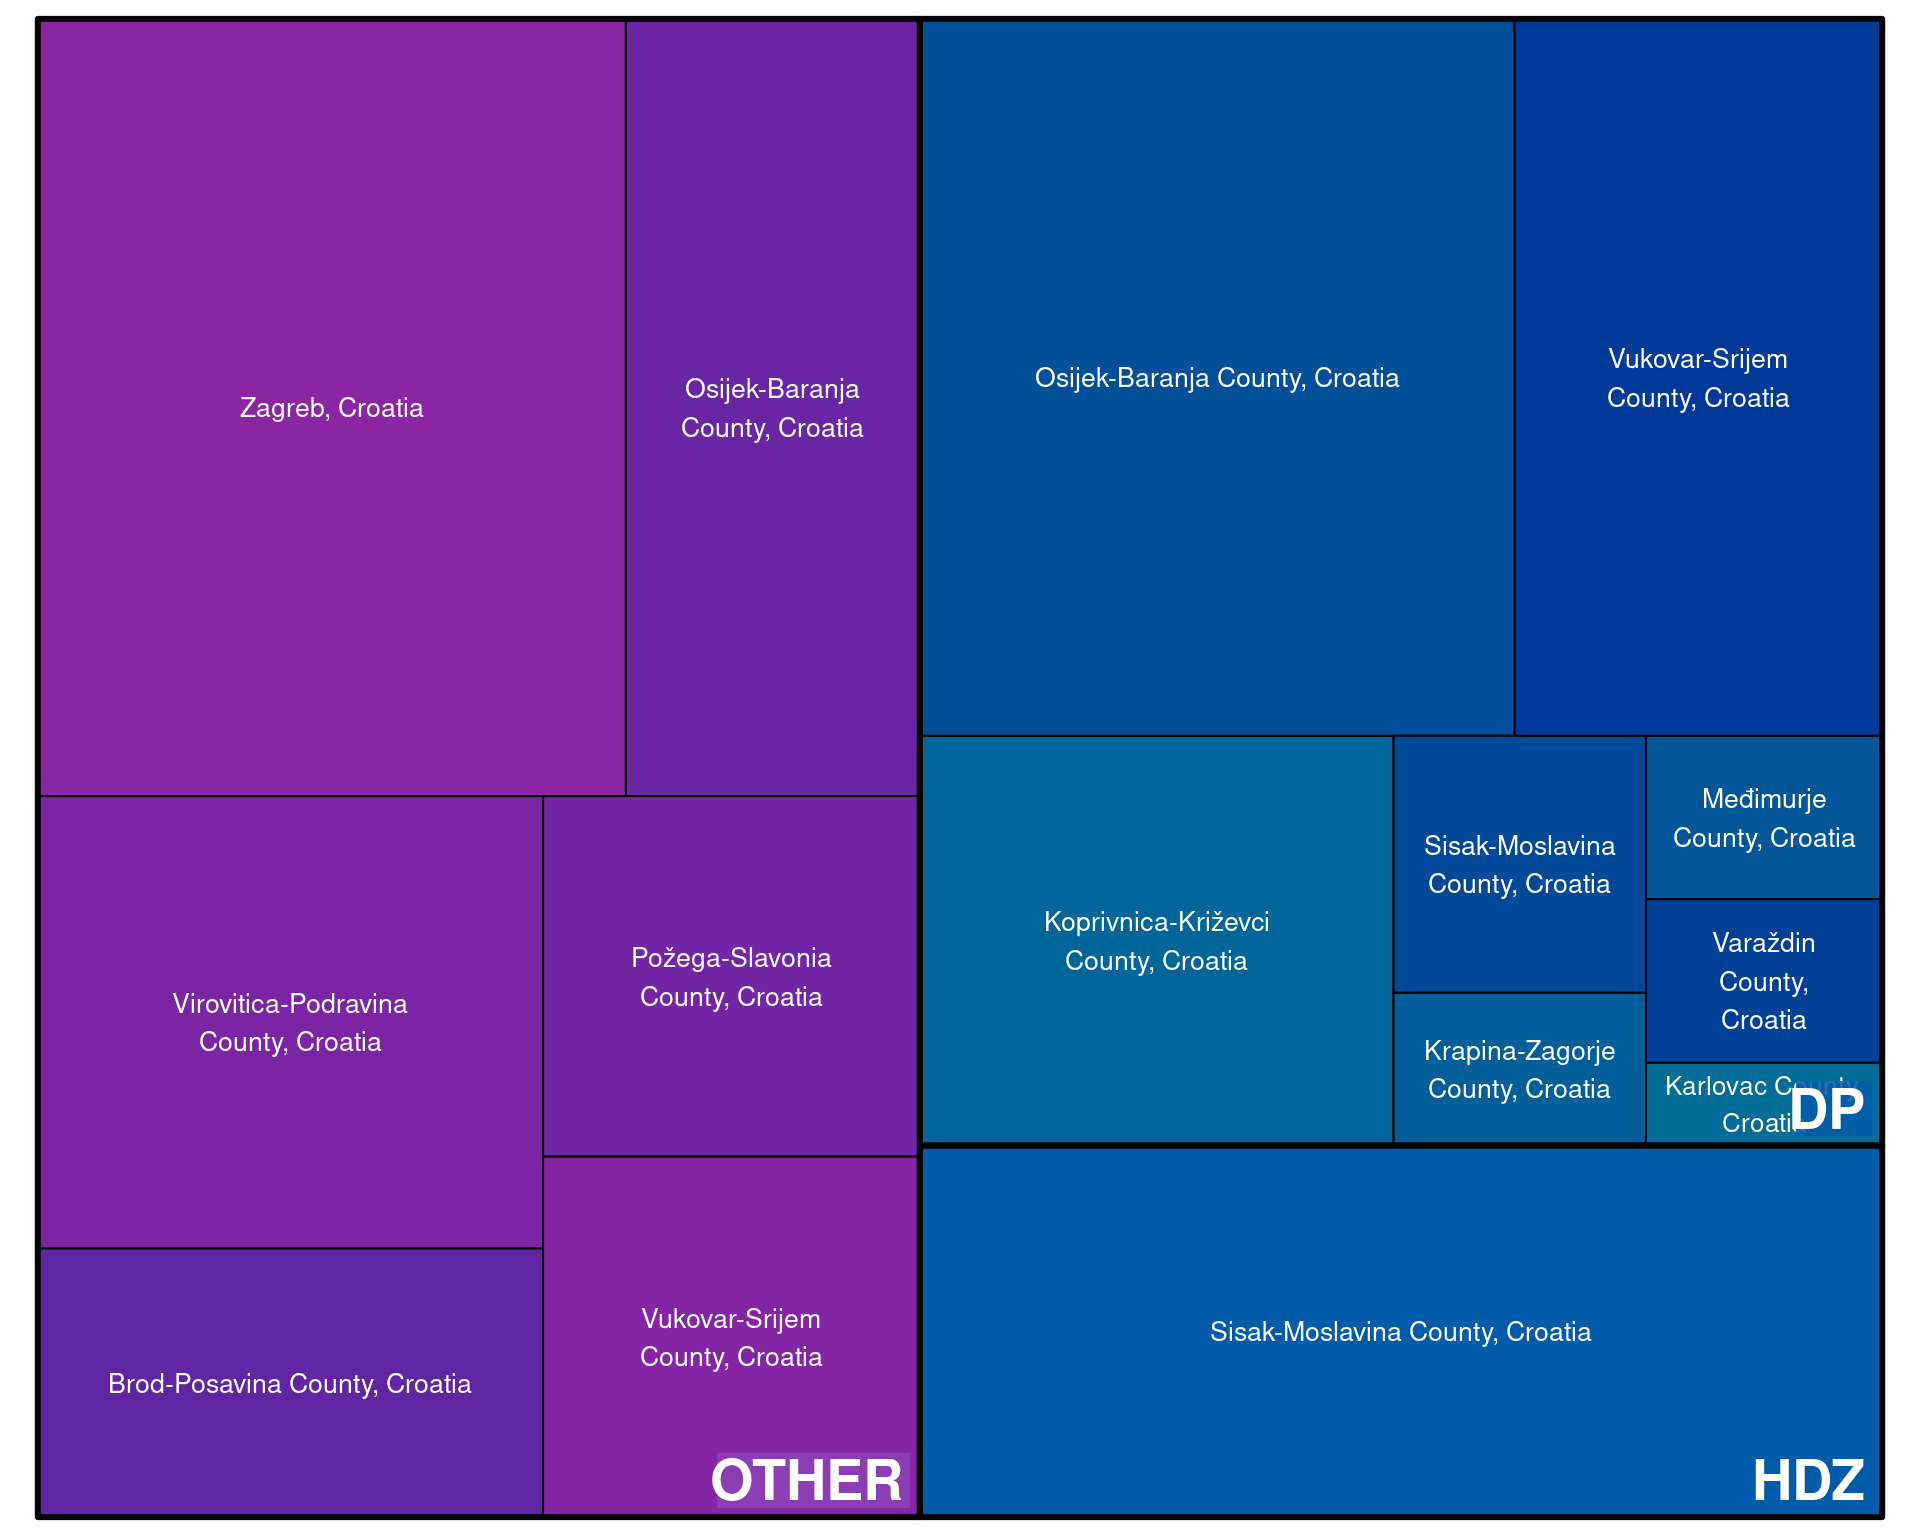 Zagreb, Croatia
Osijek-Baranja
County, Croatia
Virovitica-Podravina
County, Croatia
Požega-Slavonia
County, Croatia
Brod-Posavina County, Croatia
Vukovar-Srijem
County, Croatia
OTHER
Osijek-Baranja County, Croatia
Vukovar-Srijem
County, Croatia
Koprivnica-Križevci
County, Croatia
Sisak-Moslavina
County, Croatia
Krapina-Zagorje
County, Croatia
Međimurje
County, Croatia
Varaždin
County,
Croatia
Karlovac County,
Croatia
DP
Sisak-Moslavina County, Croatia
HDZ